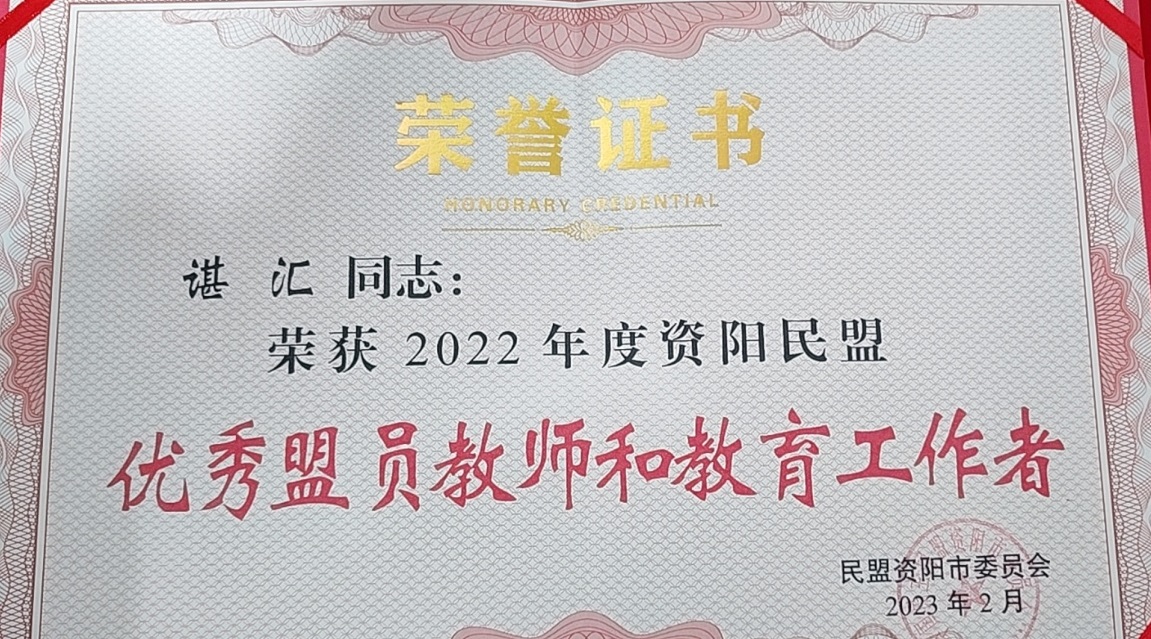 荣誉证书
HONORARY CREDENTIAL
谌 汇 同志：
荣获 2022 年度资阳民盟
优秀盟员教师和教育工作者
民盟资阳市委员会
2023 年 2 月